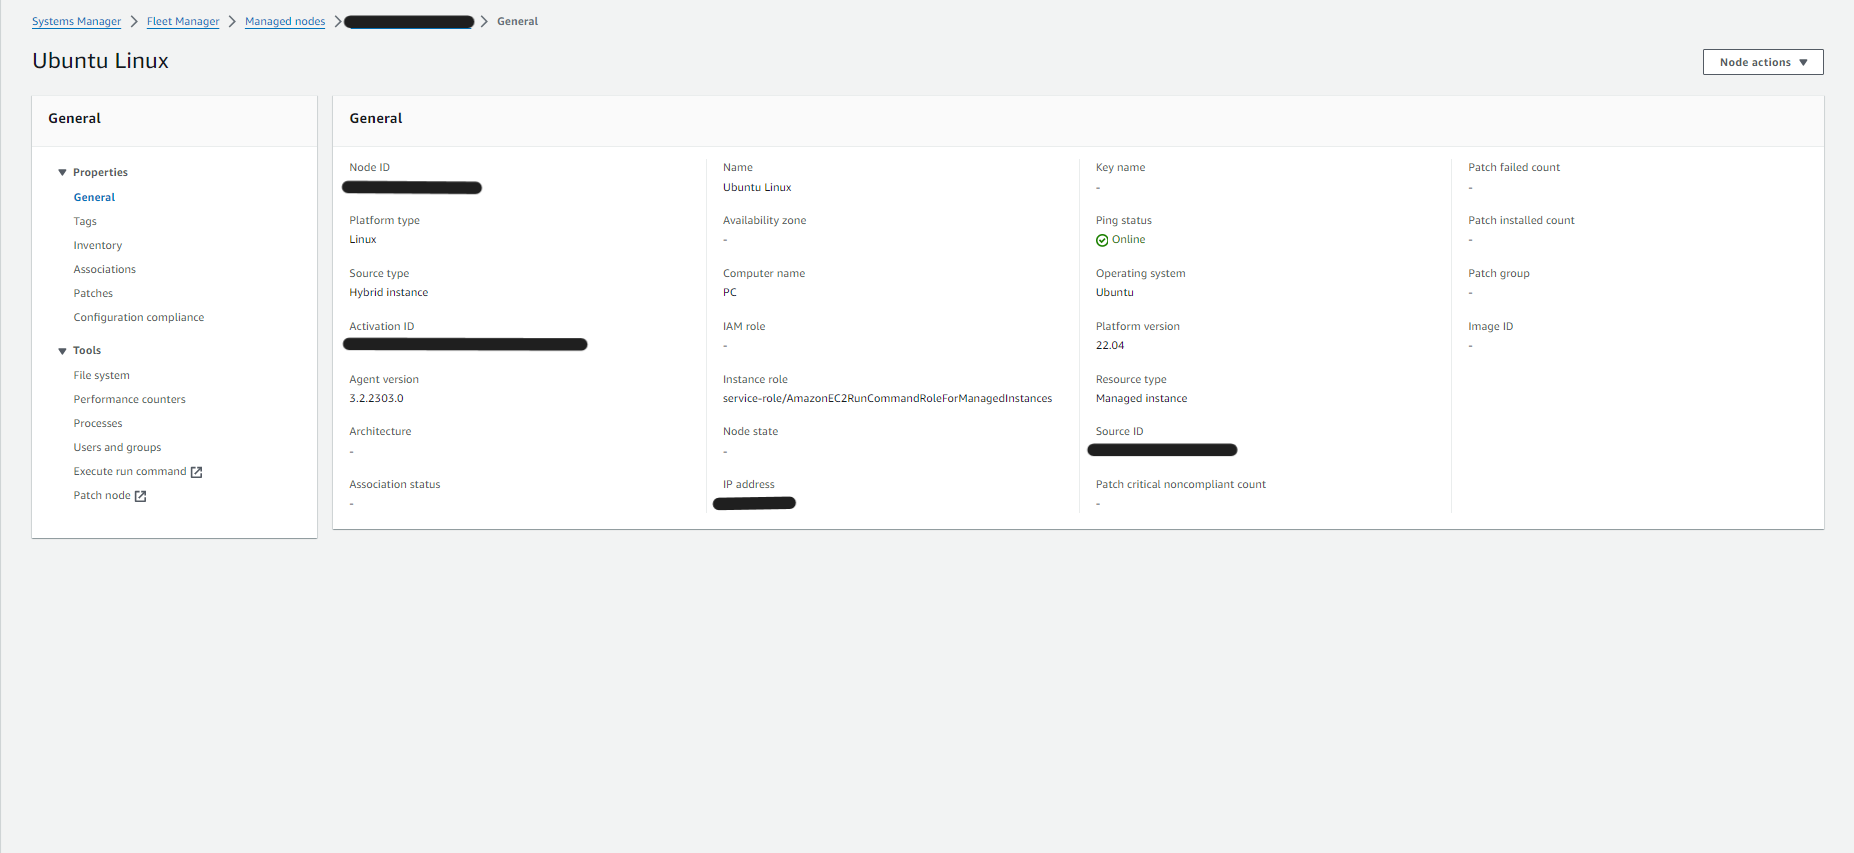 Systems Manager > Fleet Manager > Managed nodes > > General
Ubuntu Linux
Node actions
General
Properties
General
Tags
Inventory
Associations
Patches
Configuration compliance
Tools
File system
Performance counters
Processes
Users and groups
Execute run command
Patch node
General
Node ID
Platform type
Linux
Source type
Hybrid instance
Activation ID
Agent version
3.2.2303.0
Architecture
-
Association status
-
Name
Ubuntu Linux
Availability zone
-
Computer name
PC
IAM role
-
Instance role
service-role/AmazonEC2RunCommandRoleForManagedInstances
Node state
-
IP address
Key name
-
Ping status
Online
Operating system
Ubuntu
Platform version
22.04
Resource type
Managed instance
Source ID
Patch critical noncompliant count
-
Patch failed count
-
Patch installed count
-
Patch group
-
Image ID
-